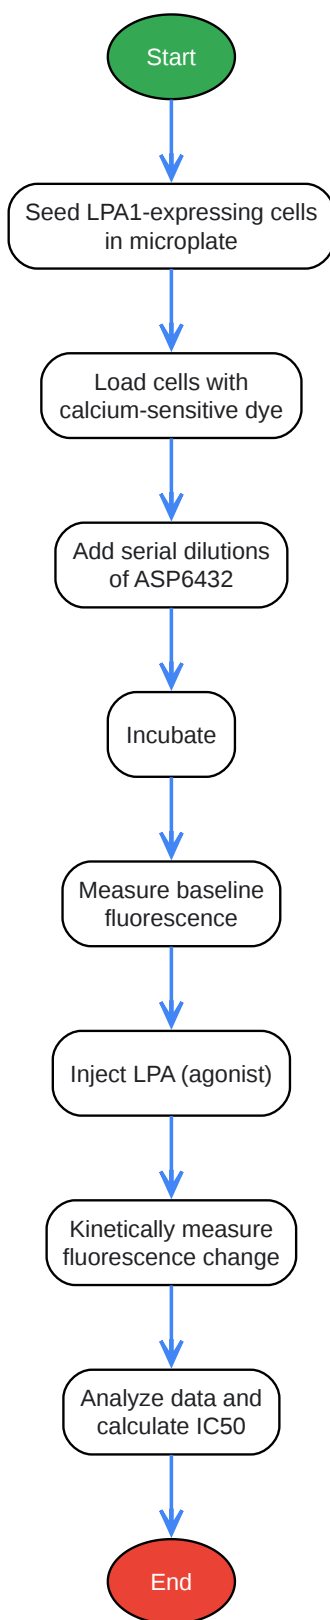 Start
Seed LPA1-expressing cells
in microplate
Load cells with
calcium-sensitive dye
Add serial dilutions
of ASP6432
Incubate
Measure baseline
fluorescence
Inject LPA (agonist)
Kinetically measure
fluorescence change
Analyze data and
calculate IC50
End